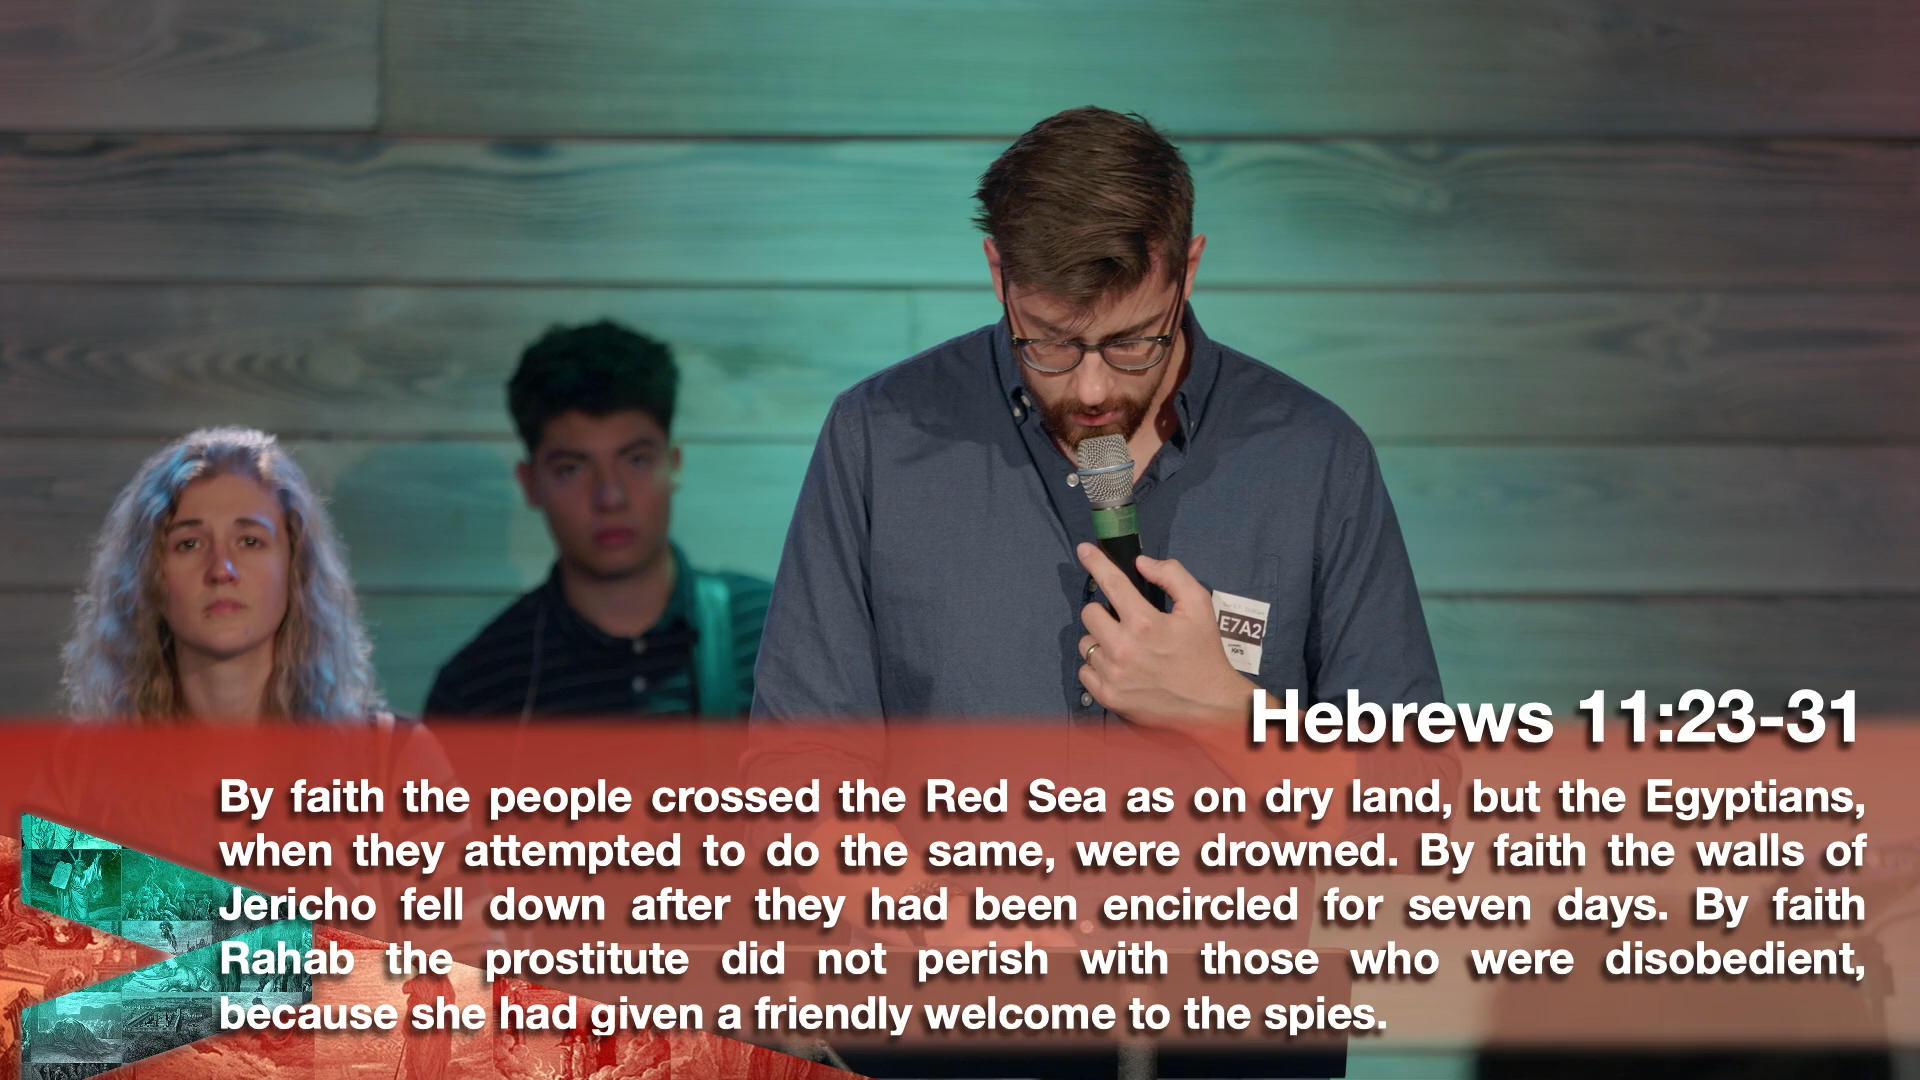 E7A2
Hebrews 11:23-31
By faith the people crossed the Red Sea as on dry land, but the Egyptians,
when they attempted to do the same, were drowned. By faith the walls of
Jericho fell down after they had been encircled for seven days. By faith
Rahab the prostitute did not perish with those who were disobedient,
because she had given a friendly welcome to the spies.